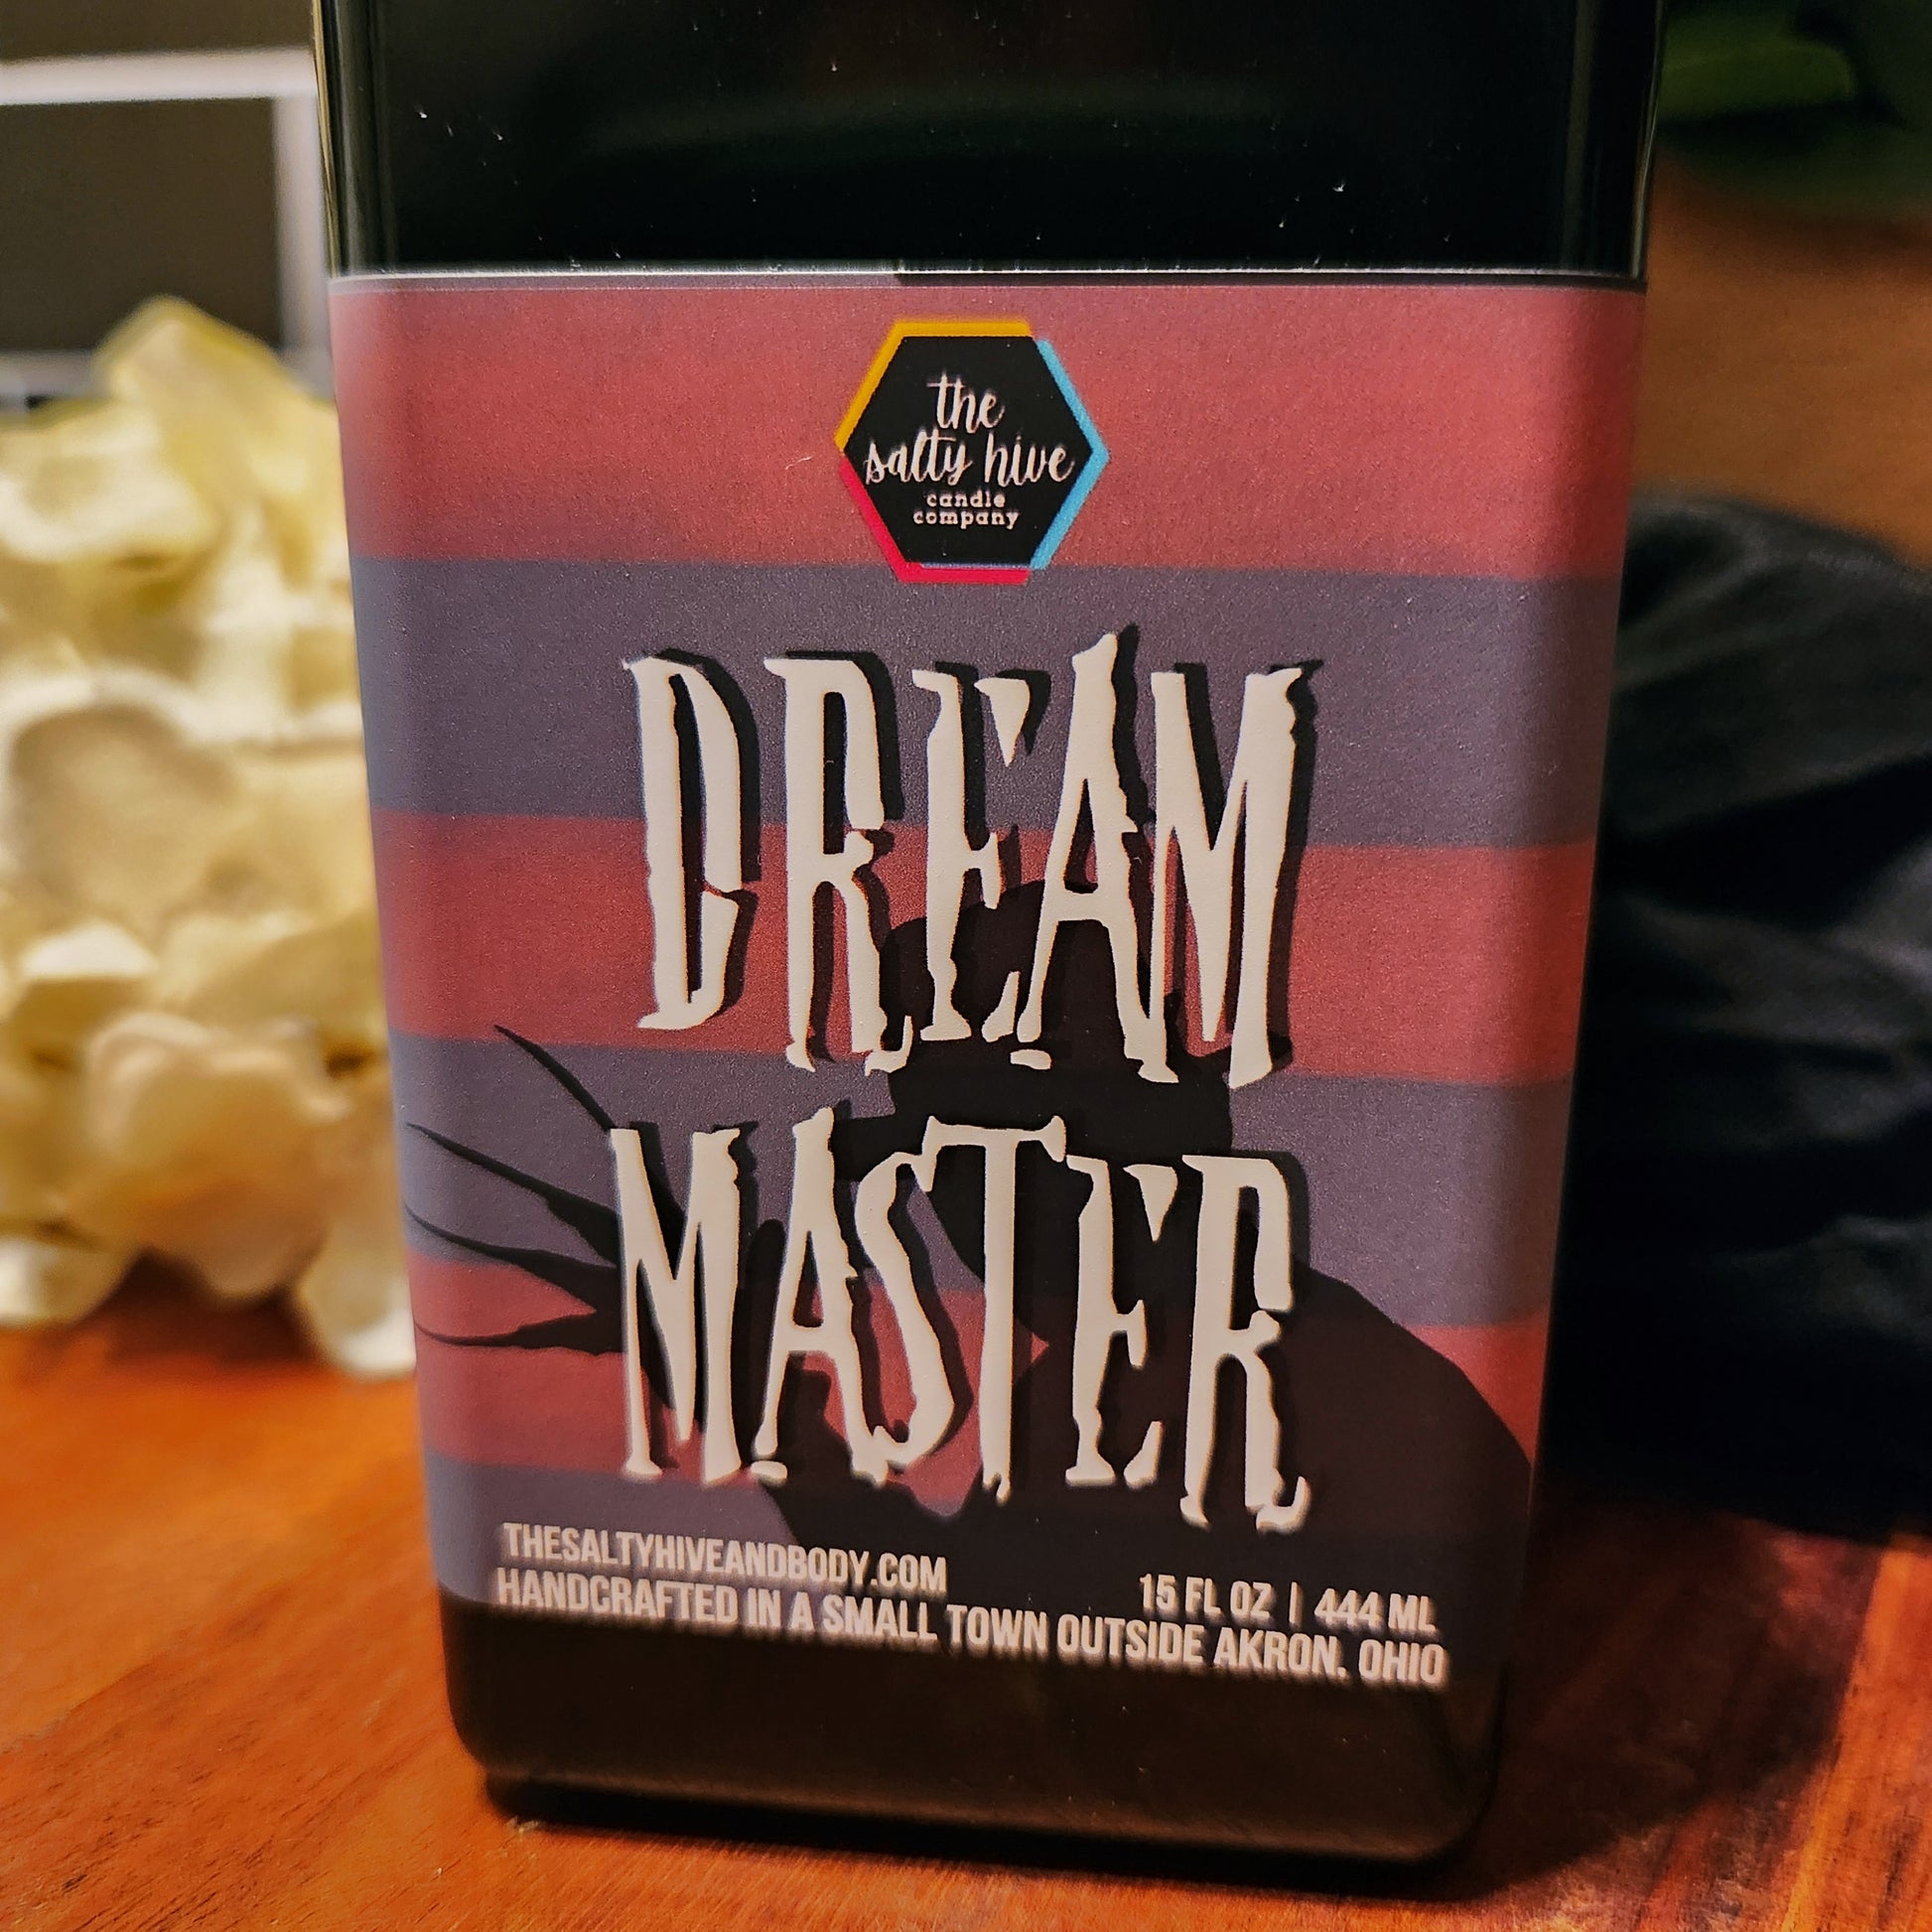 the
salty hive
candle
company
DREAM
MASTER
THESALTYHIVEANDBODY.COM
15 FL OZ | 444 ML
HANDCRAFTED IN A SMALL TOWN OUTSIDE AKRON, OHIO